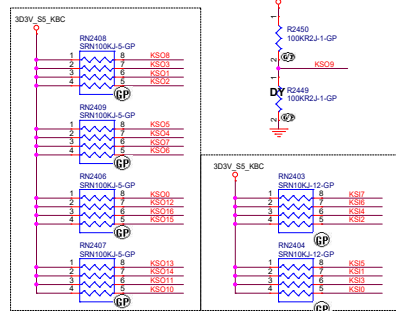 3D3V_S5_KBC
RN2408
SRN100KJ-5-GP
1 8 KSO8
2 7 KSO3
3 6 KSO1
4 5 KSO2
GP
RN2409
SRN100KJ-5-GP
1 8 KSO5
2 7 KSO4
3 6 KSO7
4 5 KSO6
GP
RN2406
SRN100KJ-5-GP
1 8 KSO0
2 7 KSO12
3 6 KSO16
4 5 KSO15
GP
RN2407
SRN100KJ-5-GP
1 8 KSO13
2 7 KSO14
3 6 KSO11
4 5 KSO10
GP
1
R2450
100KR2J-1-GP
2
GP
KSO9
1
DY
R2449
100KR2J-1-GP
2
GP
3D3V_S5_KBC
RN2403
SRN10KJ-12-GP
1 8 KSI7
2 7 KSI6
3 6 KSI4
4 5 KSI2
GP
RN2404
SRN10KJ-12-GP
1 8 KSI5
2 7 KSI1
3 6 KSI3
4 5 KSI0
GP